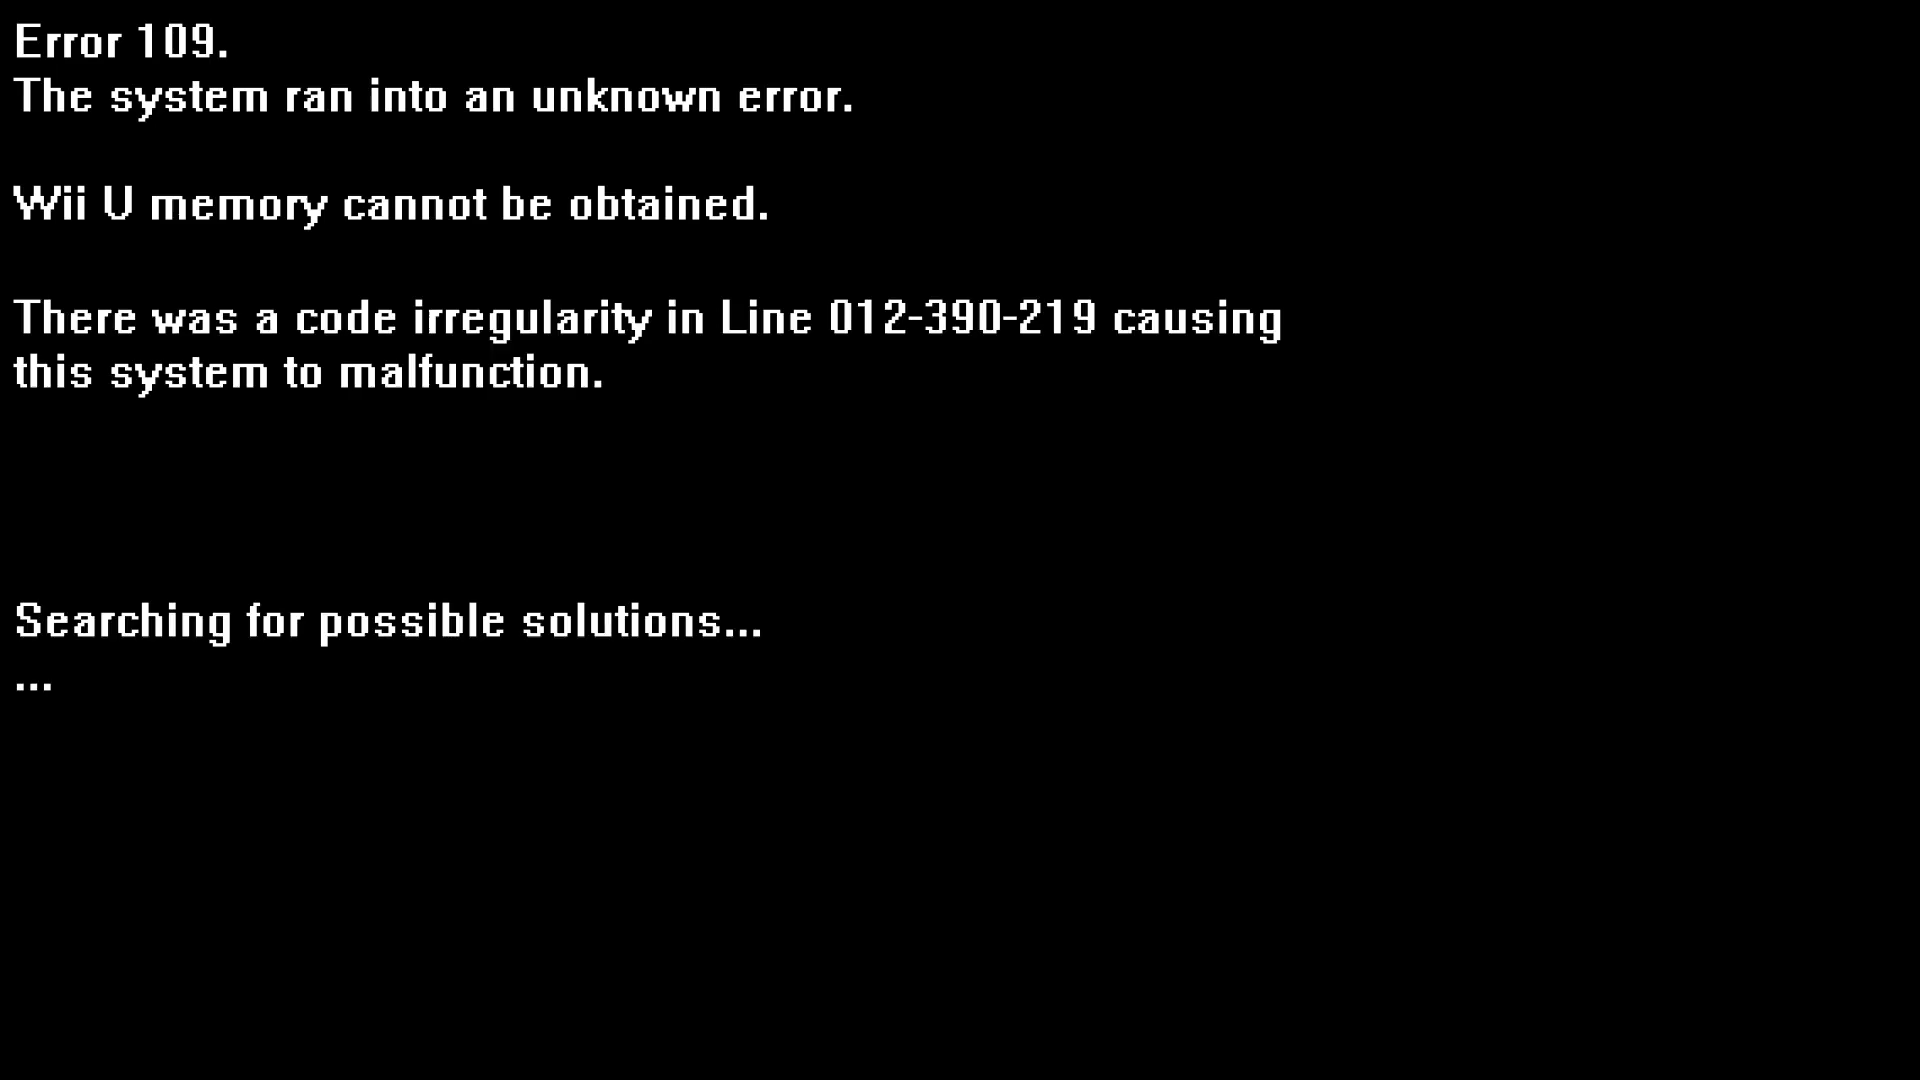 Error 109.
The system ran into an unknown error.
Wii U memory cannot be obtained.
There was a code irregularity in Line 012-390-219 causing
this system to malfunction.
Searching for possible solutions...
...